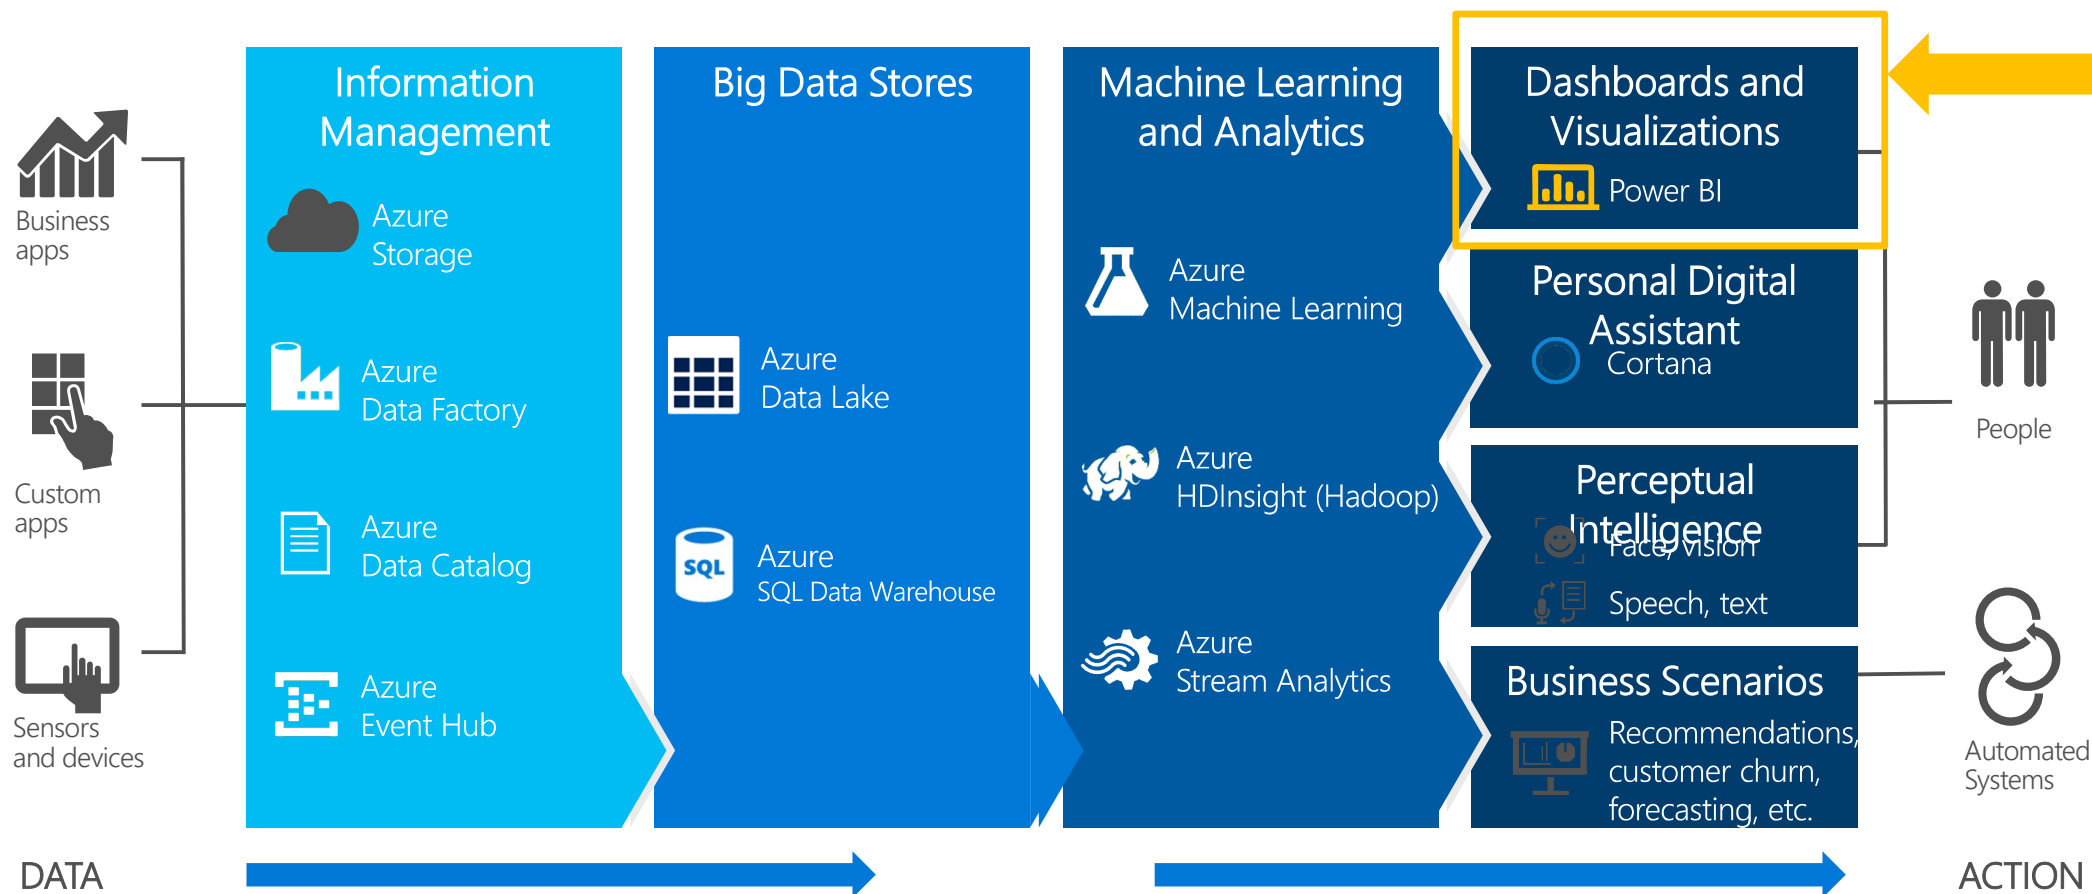 Business
apps
Custom
apps
Sensors
and devices
Information
Management
Azure
Storage
Azure
Data Factory
Azure
Data Catalog
Azure
Event Hub
Big Data Stores
Azure
Data Lake
SQL
Azure
SQL Data Warehouse
Machine Learning
and Analytics
Azure
Machine Learning
Azure
HDInsight (Hadoop)
Azure
Stream Analytics
Dashboards and
Visualizations
Power BI
Personal Digital
Assistant
Cortana
Perceptual
Intelligence
Face, vision
Speech, text
Business Scenarios
Recommendations,
customer churn,
forecasting, etc.
People
Automated
Systems
DATA
ACTION